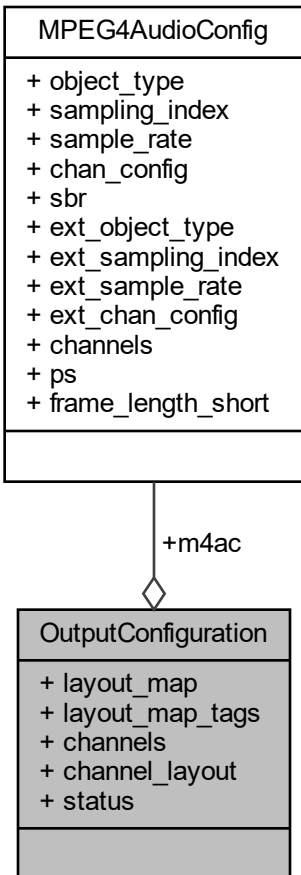 MPEG4AudioConfig
+ object_type
+ sampling_index
+ sample_rate
+ chan_config
+ sbr
+ ext_object_type
+ ext_sampling_index
+ ext_sample_rate
+ ext_chan_config
+ channels
+ ps
+ frame_length_short
+m4ac
OutputConfiguration
+ layout_map
+ layout_map_tags
+ channels
+ channel_layout
+ status